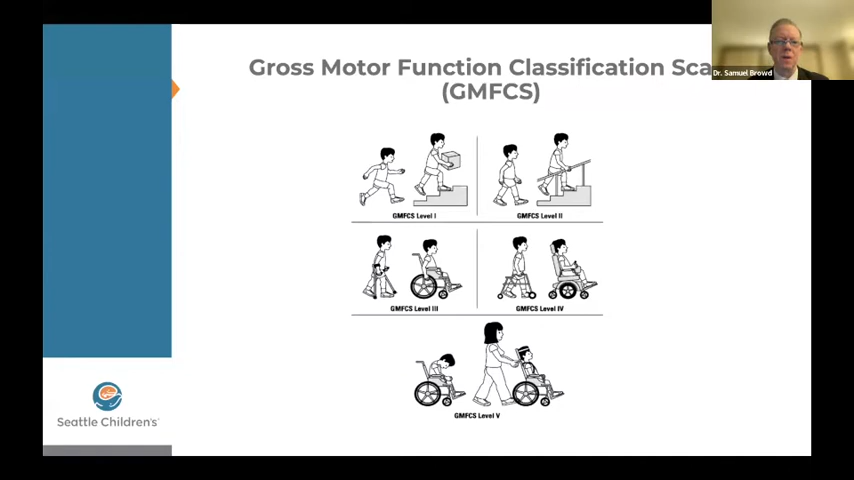 Gross Motor Function Classification Sca
(GMFCS)
Dr. Samuel Browd
GMFCS Level I
GMFCS Level II
GMFCS Level III
GMFCS Level IV
GMFCS Level V
Seattle Children's